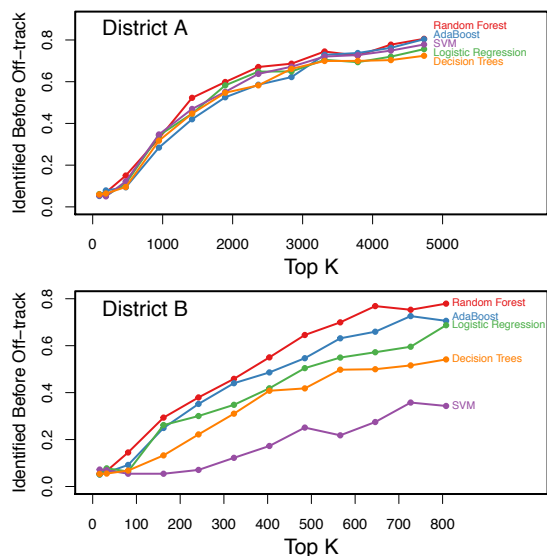 District A
Random Forest
AdaBoost
SVM
Logistic Regression
Decision Trees
Identified Before Off-track
0.8
0.6
0.4
0.2
0.0
0 1000 2000 3000 4000 5000
Top K
District B
Random Forest
AdaBoost
Logistic Regression
Decision Trees
SVM
Identified Before Off-track
0.8
0.6
0.4
0.2
0.0
0 100 200 300 400 500 600 700 800
Top K